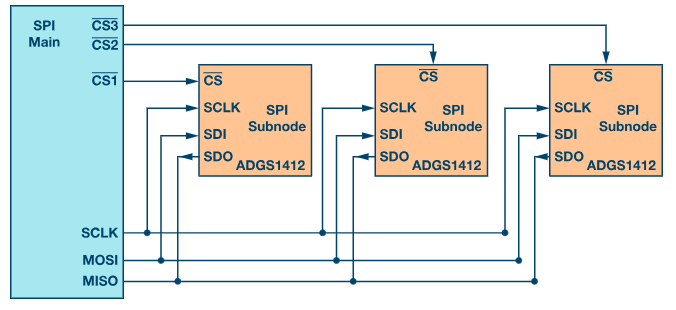 SPI
Main
CS3
CS2
CS1
SCLK
MOSI
MISO
CS
SCLK
SDI
SDO
SPI
Subnode
ADGS1412
CS
SCLK
SDI
SDO
SPI
Subnode
ADGS1412
CS
SCLK
SDI
SDO
SPI
Subnode
ADGS1412